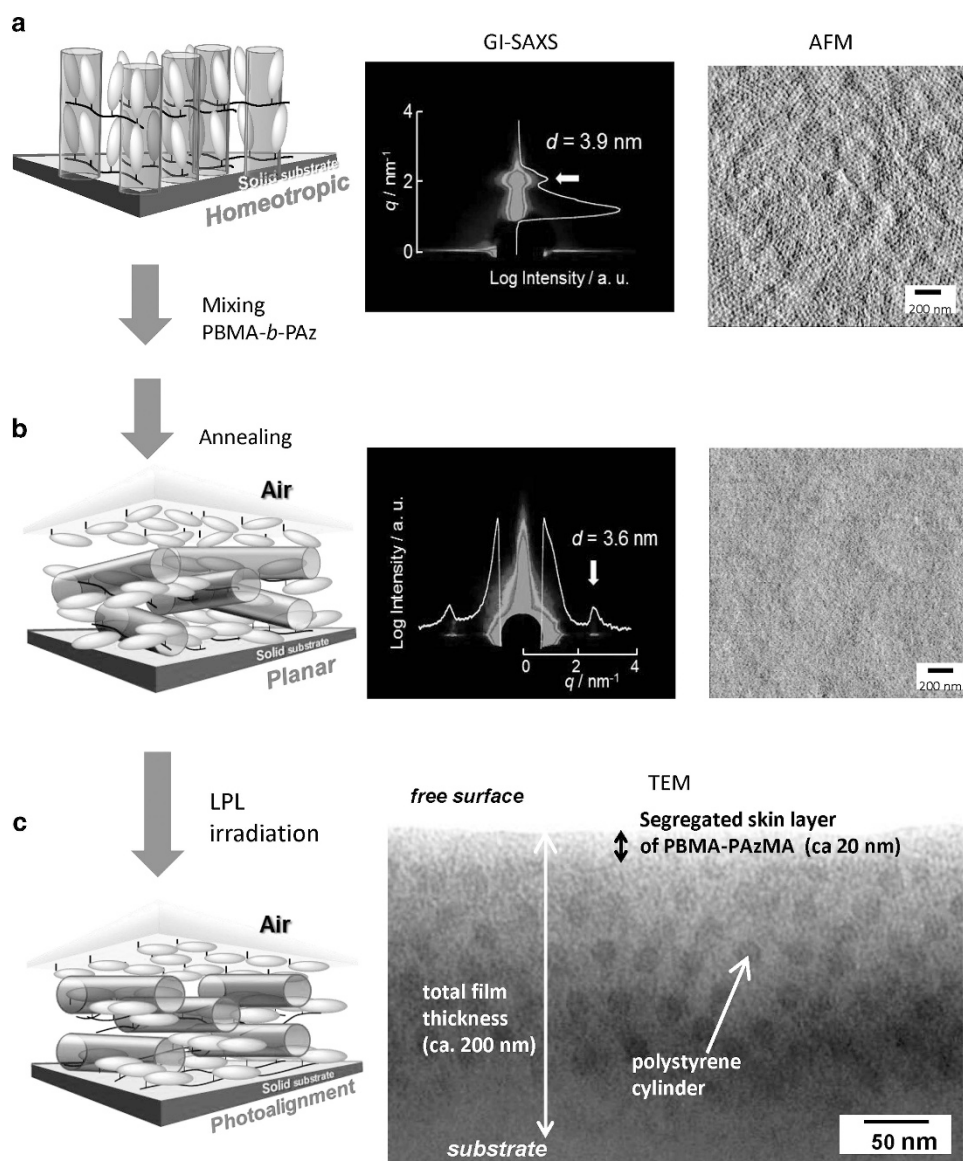 a
GI-SAXS
AFM
Solid substrate
Homeotropic
4
2
0
q / nm-1
d = 3.9 nm
Log Intensity / a. u.
200 nm
Mixing
PBMA-b-PAz
b
Annealing
Air
Solid substrate
Planar
Log Intensity / a. u.
d = 3.6 nm
0 2 4
q / nm-1
200 nm
c
LPL
irradiation
TEM
free surface
Segregated skin layer
of PBMA-PAzMA (ca 20 nm)
Air
total film
thickness
(ca. 200 nm)
polystyrene
cylinder
Solid substrate
Photoalignment
substrate
50 nm